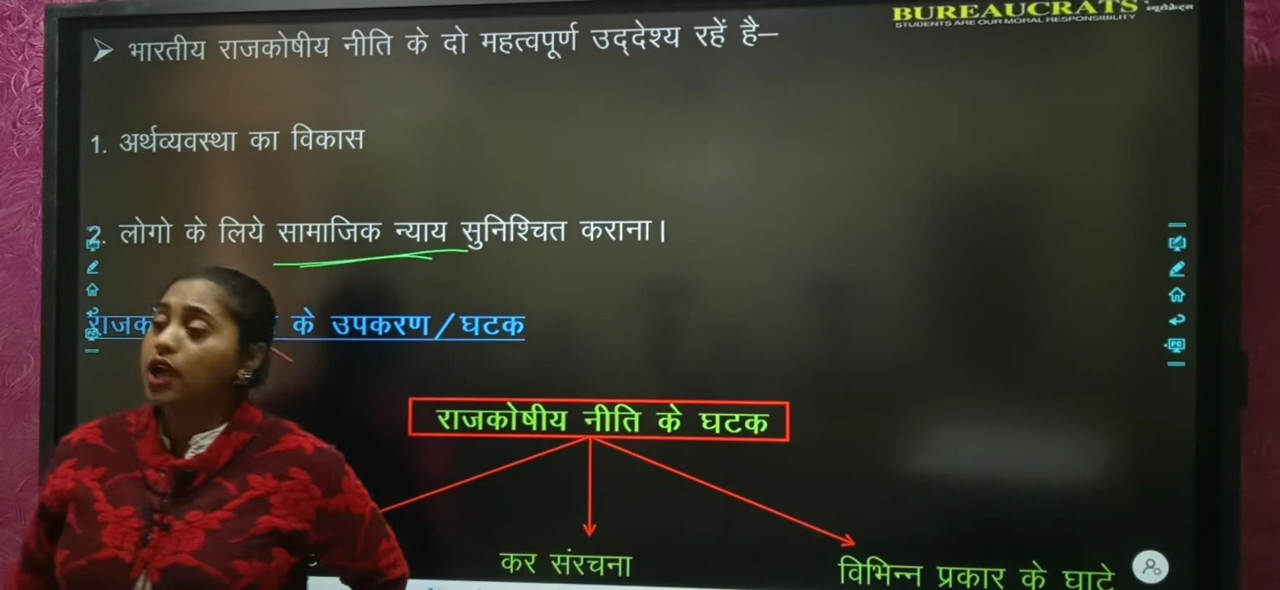 BUREAUCRATS
STUDENTS ARE OUR MORAL RESPONSIBILITY
ब्यूरोक्रेट्स
➢ भारतीय राजकोषीय नीति के दो महत्वपूर्ण उद्देश्य रहें है–
1. अर्थव्यवस्था का विकास
2. लोगो के लिये सामाजिक न्याय सुनिश्चित कराना।
के उपकरण/घटक
राजकोषीय नीति के घटक
कर संरचना
विभिन्न प्रकार के घाटे
PC